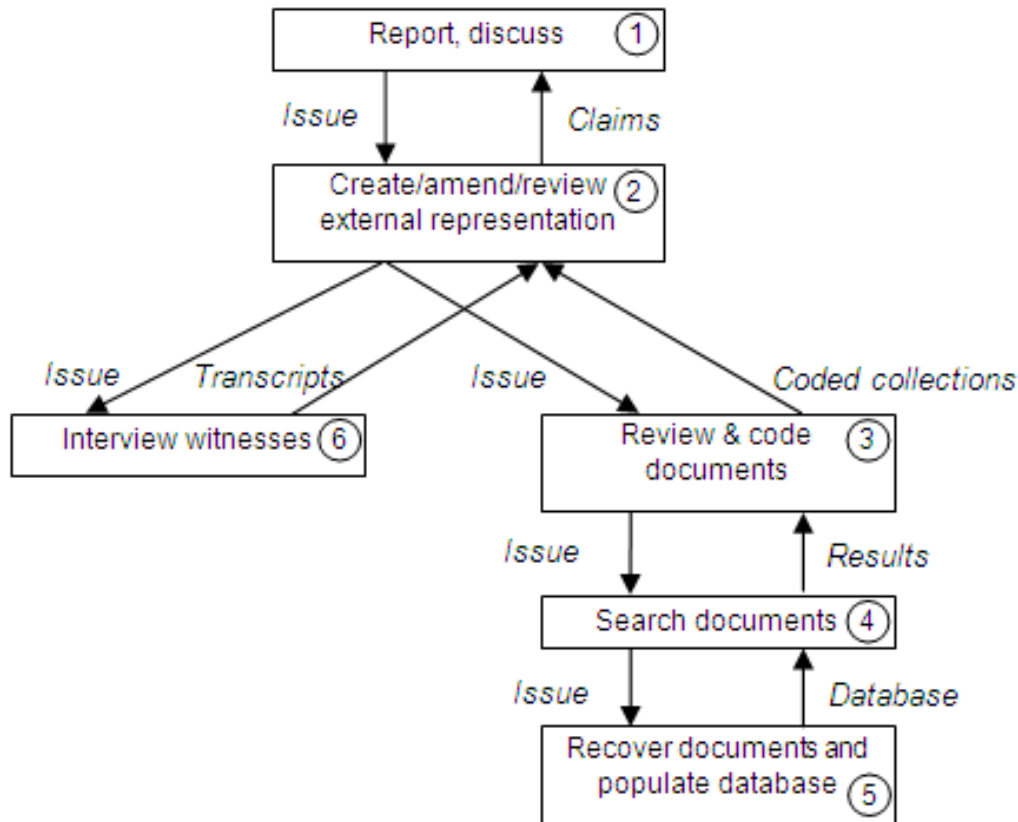 Report, discuss 1
Issue
Claims
Create/amend/review
external representation 2
Issue
Transcripts
Issue
Coded collections
Interview witnesses 6
Review & code
documents 3
Issue
Results
Search documents 4
Issue
Database
Recover documents and
populate database 5